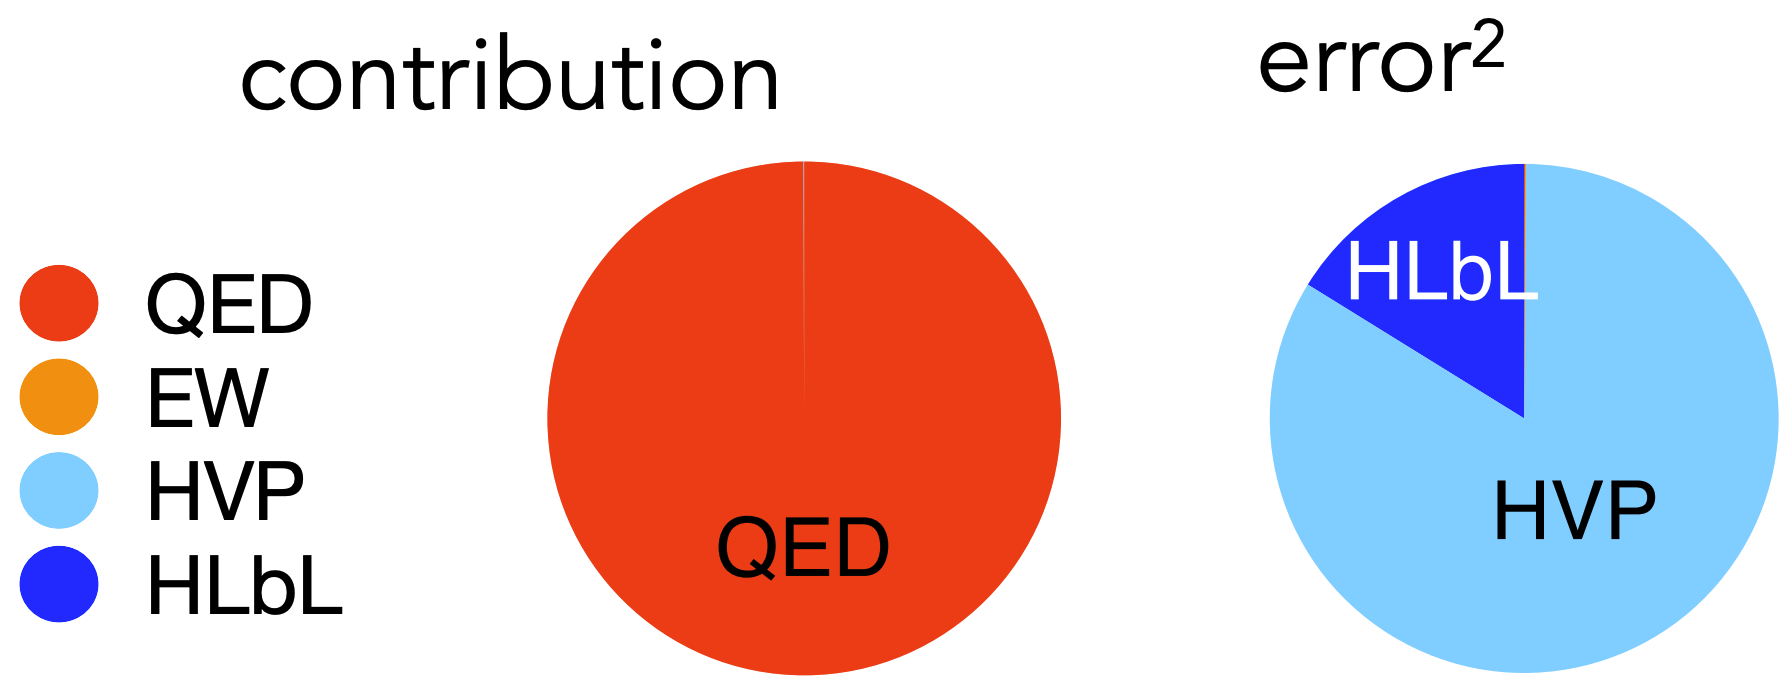 contribution
error²
QED
EW
HVP
HLbL
QED
HLbL
HVP